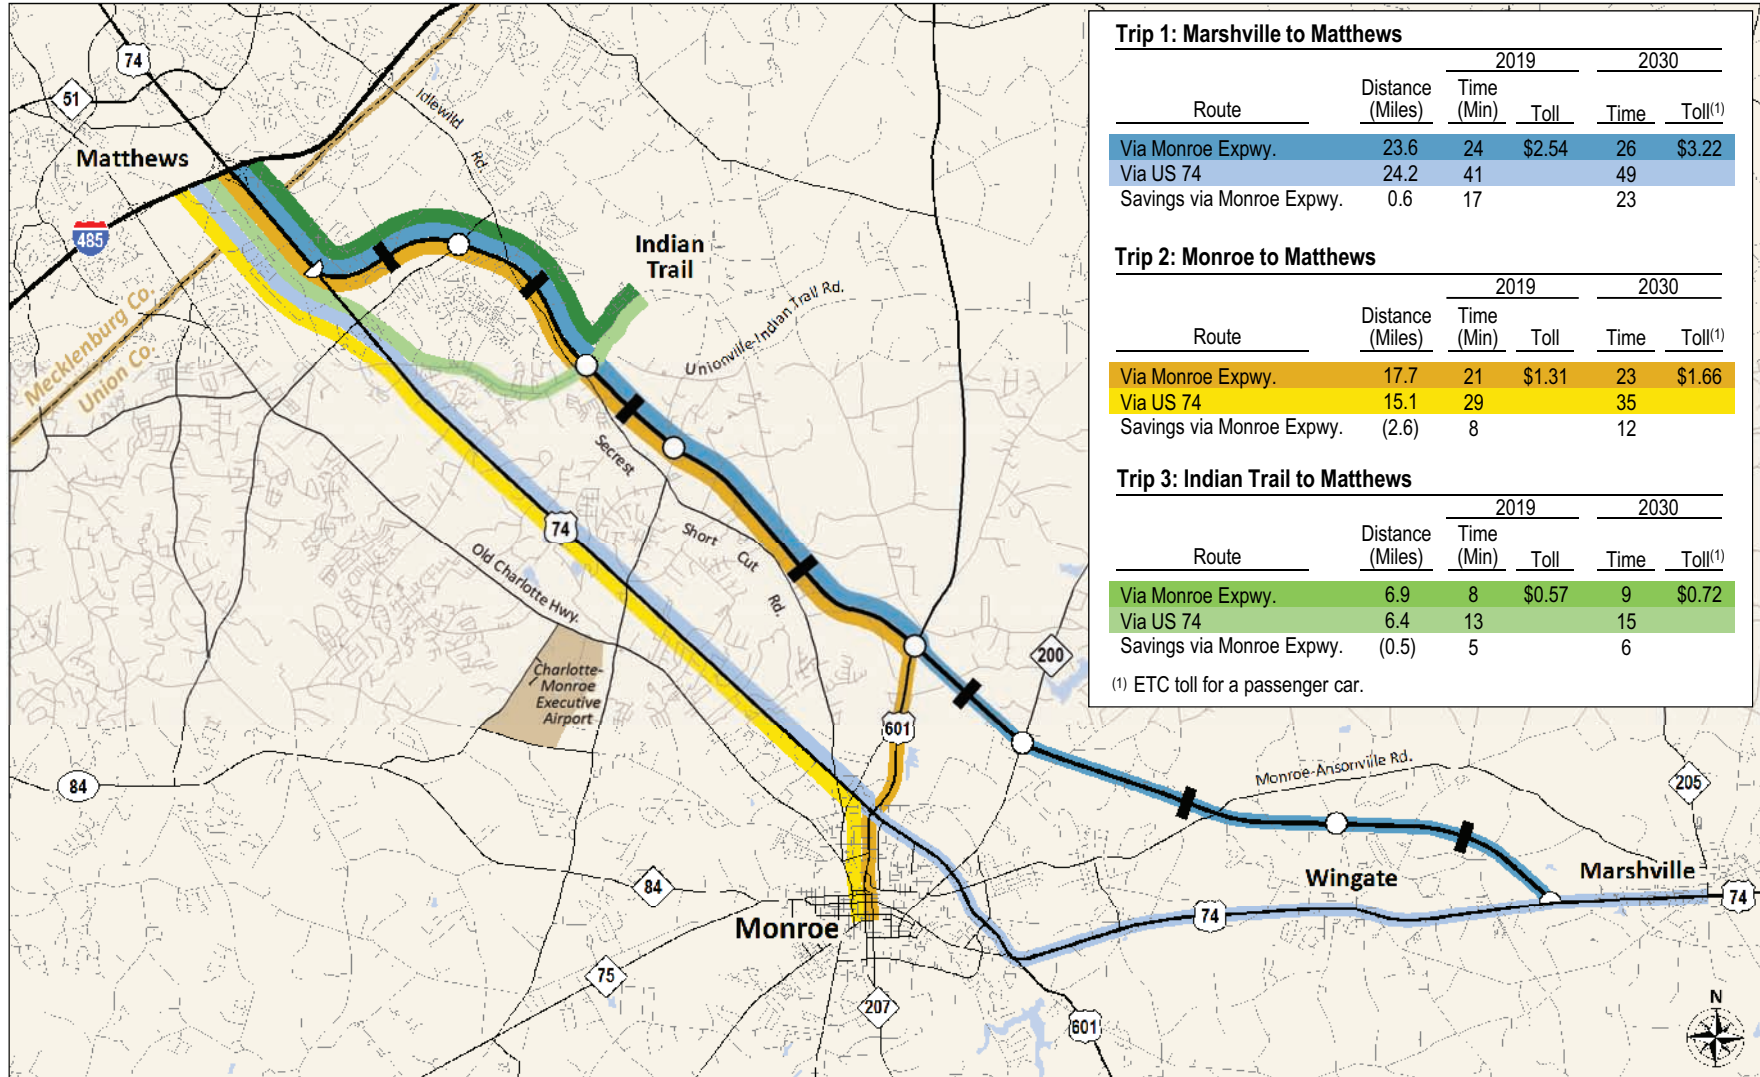 74
51
Idlewild
Rd.
Matthews
485
Indian
Trail
Mecklenburg Co.
Union Co.
Unionville-Indian Trail Rd.
Secrest
Short Cut
Rd.
74
Old Charlotte Hwy.
Charlotte-
Monroe
Executive
Airport
200
601
84
Monroe-Ansonville Rd.
205
84
Wingate
Marshville
74
74
Monroe
75
207
601
N
Trip 1: Marshville to Matthews
2019 2030
Distance Time
Route (Miles) (Min) Toll Time Toll(1)
Via Monroe Expwy. 23.6 24 $2.54 26 $3.22
Via US 74 24.2 41 49
Savings via Monroe Expwy. 0.6 17 23
Trip 2: Monroe to Matthews
2019 2030
Distance Time
Route (Miles) (Min) Toll Time Toll(1)
Via Monroe Expwy. 17.7 21 $1.31 23 $1.66
Via US 74 15.1 29 35
Savings via Monroe Expwy. (2.6) 8 12
Trip 3: Indian Trail to Matthews
2019 2030
Distance Time
Route (Miles) (Min) Toll Time Toll(1)
Via Monroe Expwy. 6.9 8 $0.57 9 $0.72
Via US 74 6.4 13 15
Savings via Monroe Expwy. (0.5) 5 6
(1) ETC toll for a passenger car.